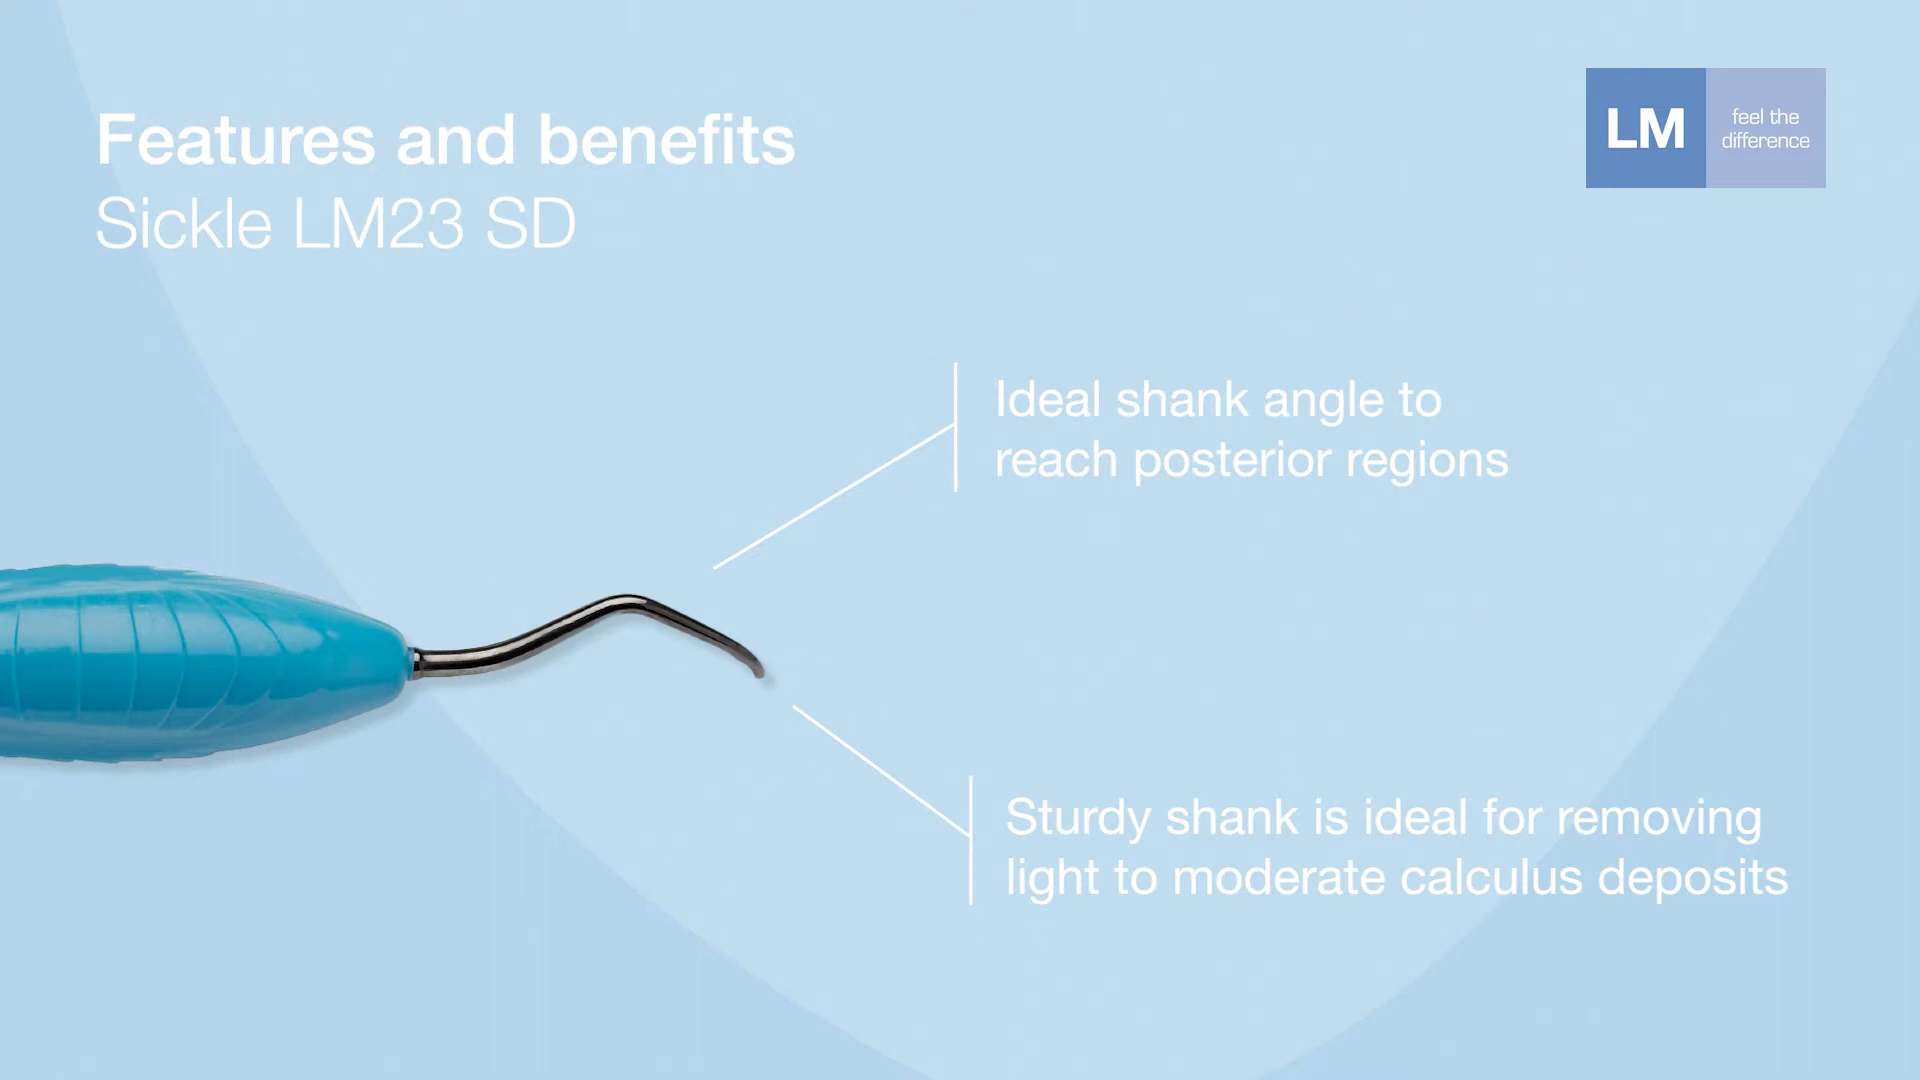 Features and benefits
Sickle LM23 SD
LM
feel the
difference
Ideal shank angle to
reach posterior regions
Sturdy shank is ideal for removing
light to moderate calculus deposits